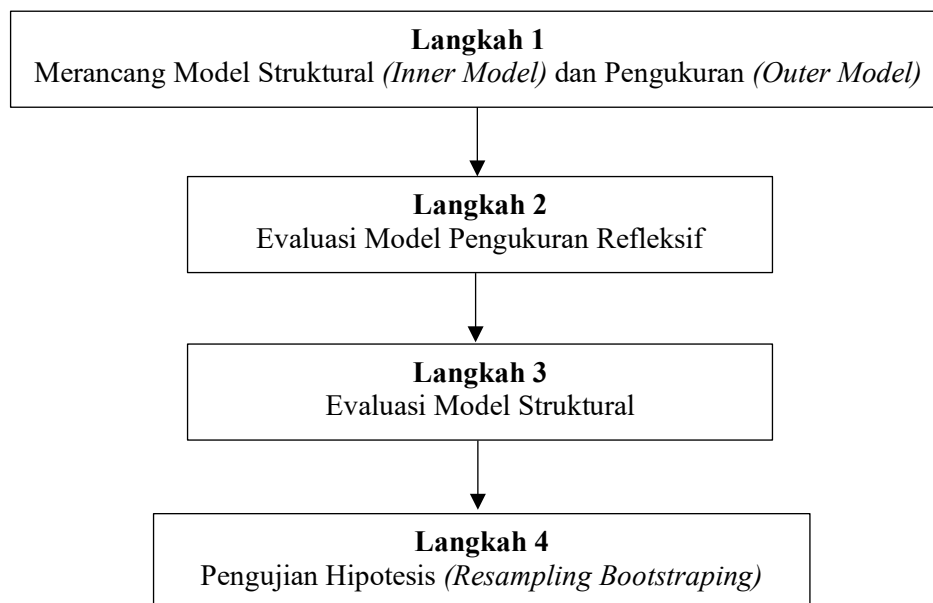 Langkah 1
Merancang Model Struktural (Inner Model) dan Pengukuran (Outer Model)
Langkah 2
Evaluasi Model Pengukuran Refleksif
Langkah 3
Evaluasi Model Struktural
Langkah 4
Pengujian Hipotesis (Resampling Bootstraping)